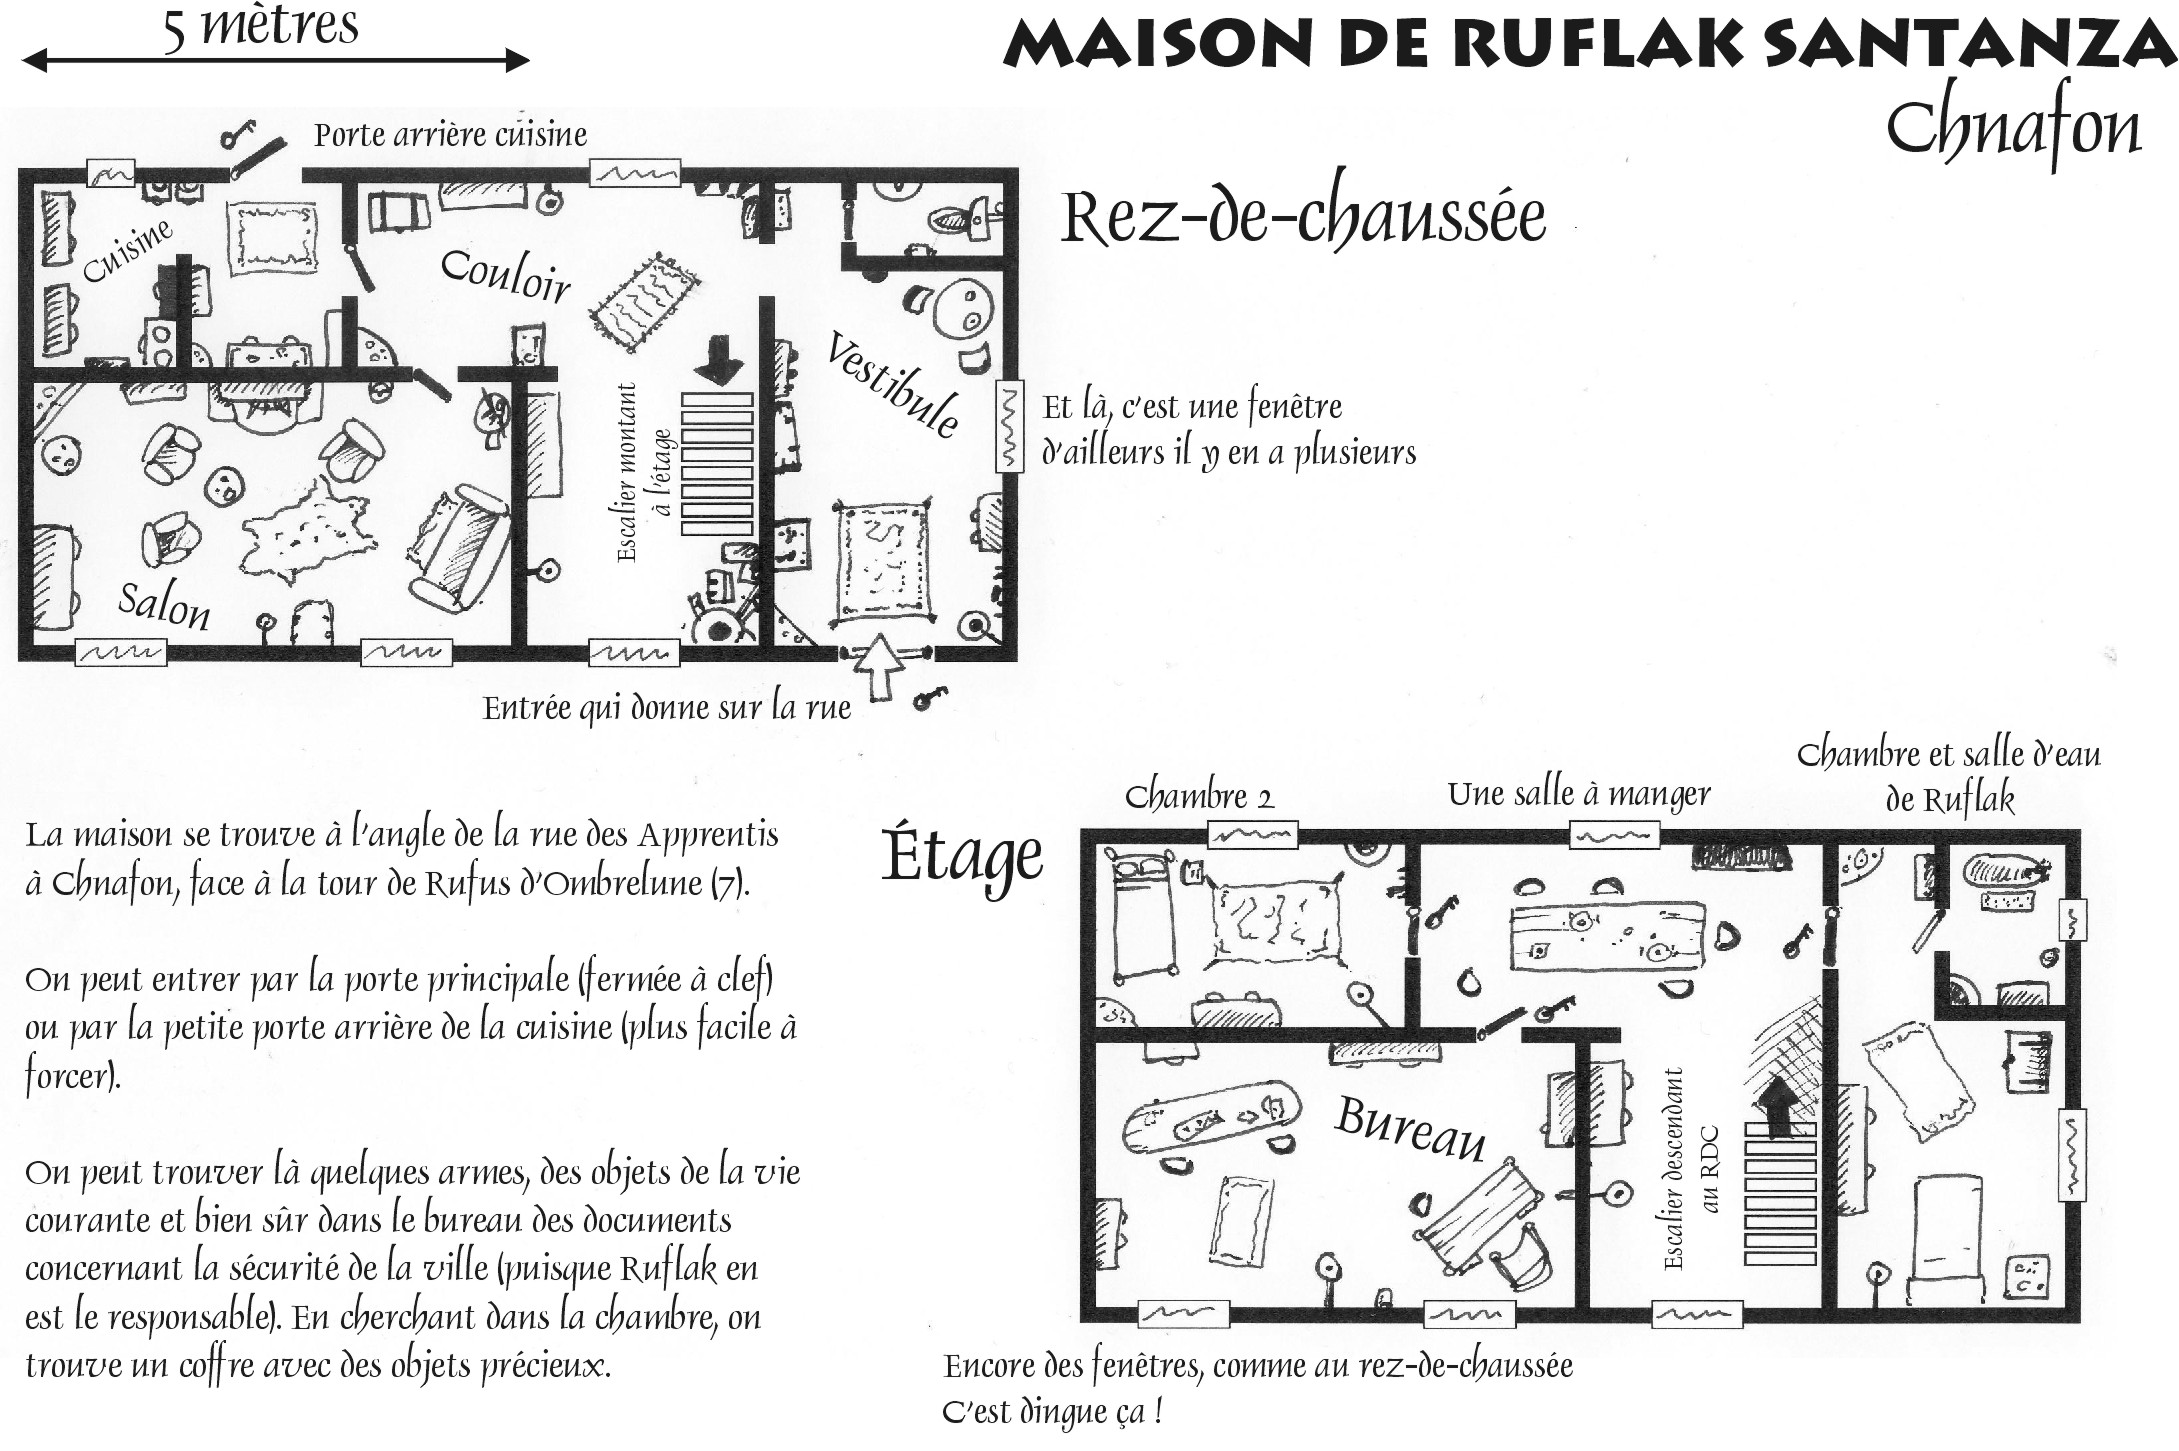 5 mètres
MAISON DE RUFLAK SANTANZA
Chnafon
Porte arrière cuisine
Rez-de-chaussée
Cuisine
Couloir
Vestibule
Et là, c'est une fenêtre
d'ailleurs il y en a plusieurs
Escalier montant
à l'étage
Salon
Entrée qui donne sur la rue
La maison se trouve à l'angle de la rue des Apprentis
à Chnafon, face à la tour de Rufus d'Ombrelune (7).
On peut entrer par la porte principale (fermée à clef)
ou par la petite porte arrière de la cuisine (plus facile à
forcer).
On peut trouver là quelques armes, des objets de la vie
courante et bien sûr dans le bureau des documents
concernant la sécurité de la ville (puisque Ruflak en
est le responsable). En cherchant dans la chambre, on
trouve un coffre avec des objets précieux.
Étage
Chambre 2
Une salle à manger
Chambre et salle d'eau
de Ruflak
Bureau
Escalier descendant
au RDC
Encore des fenêtres, comme au rez-de-chaussée
C'est dingue ça !